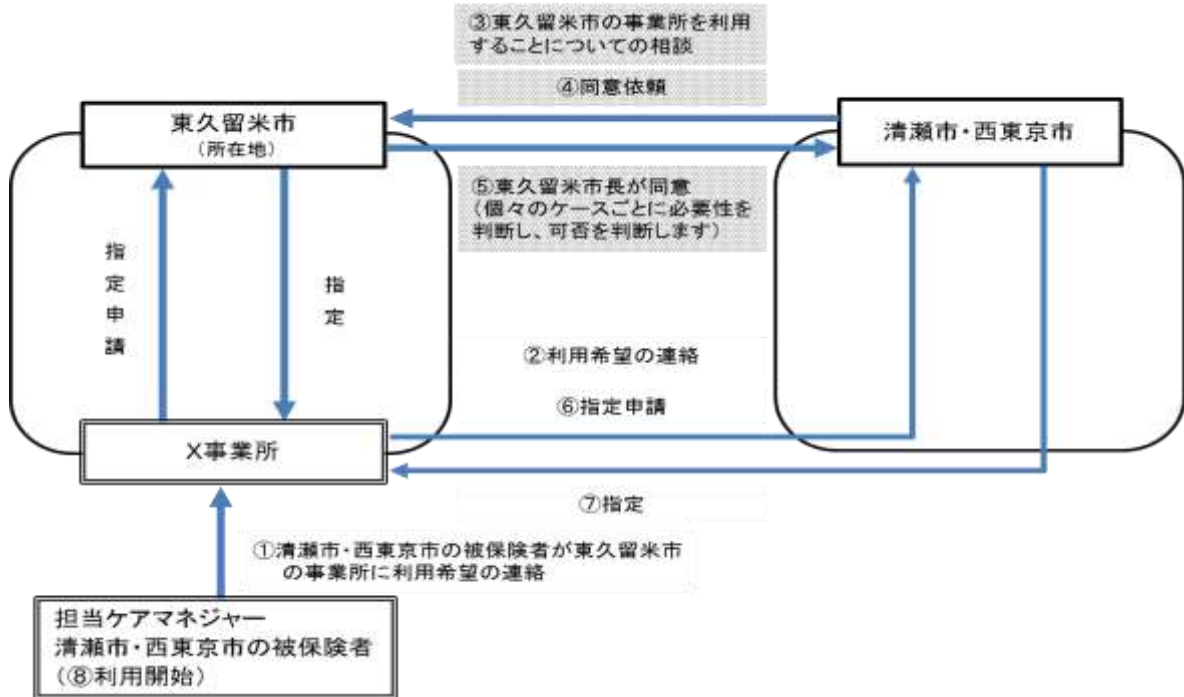 ③東久留米市の事業所を利用
することについての相談
④同意依頼
東久留米市
(所在地)
清瀬市・西東京市
⑤東久留米市長が同意
(個々のケースごとに必要性を
判断し、可否を判断します)
指定申請
指定
②利用希望の連絡
⑥指定申請
X事業所
⑦指定
①清瀬市・西東京市の被保険者が東久留米市
の事業所に利用希望の連絡
担当ケアマネジャー
清瀬市・西東京市の被保険者
(⑧利用開始)